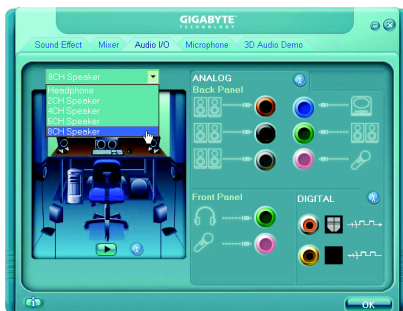 GIGABYTE
TECHNOLOGY
Sound Effect Mixer Audio I/O Microphone 3D Audio Demo
8CH Speaker
Headphone
2CH Speaker
4CH Speaker
6CH Speaker
8CH Speaker
ANALOG
Back Panel
Front Panel
DIGITAL
OK